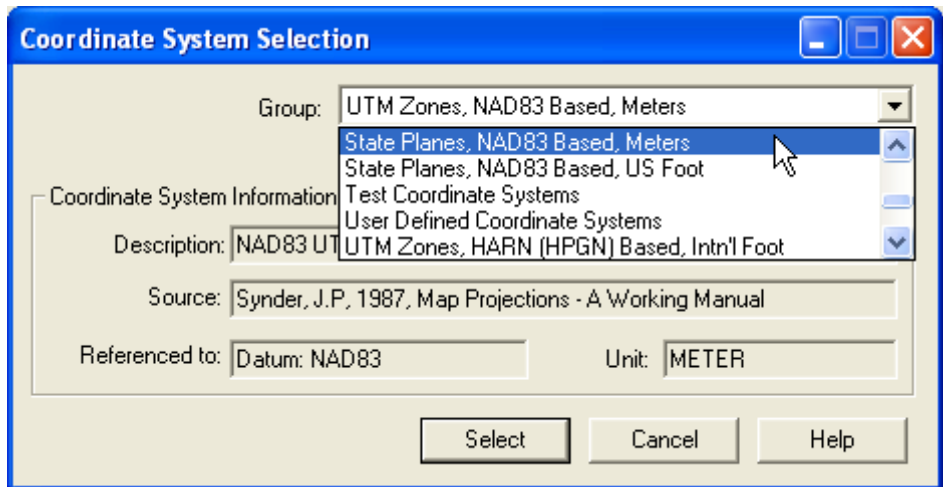 Coordinate System Selection
Group: UTM Zones, NAD83 Based, Meters
State Planes, NAD83 Based, Meters
State Planes, NAD83 Based, US Foot
Test Coordinate Systems
User Defined Coordinate Systems
UTM Zones, HARN (HPGN) Based, Intn'l Foot
Coordinate System Information
Description: NAD83 UT
Source: Synder, J.P, 1987, Map Projections - A Working Manual
Referenced to: Datum: NAD83 Unit: METER
Select Cancel Help